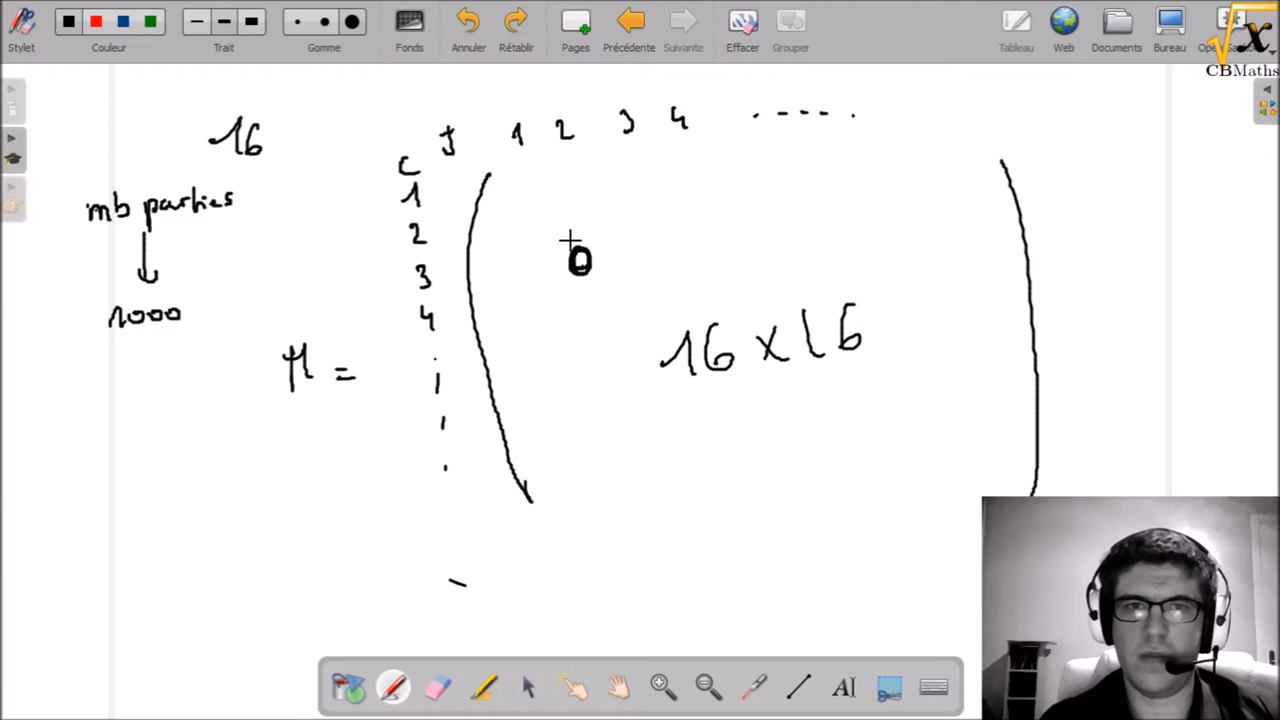 Stylet Couleur Trait Gomme Fonds Annuler Rétablir Pages Précédente Suivante Effacer Grouper Tableau Web Documents Bureau
√x
CBMaths
16
J 1 2 3 4 . - - - - .
C
1
mb parties
2
0
3
1000
4
16 x 16
M =
AI